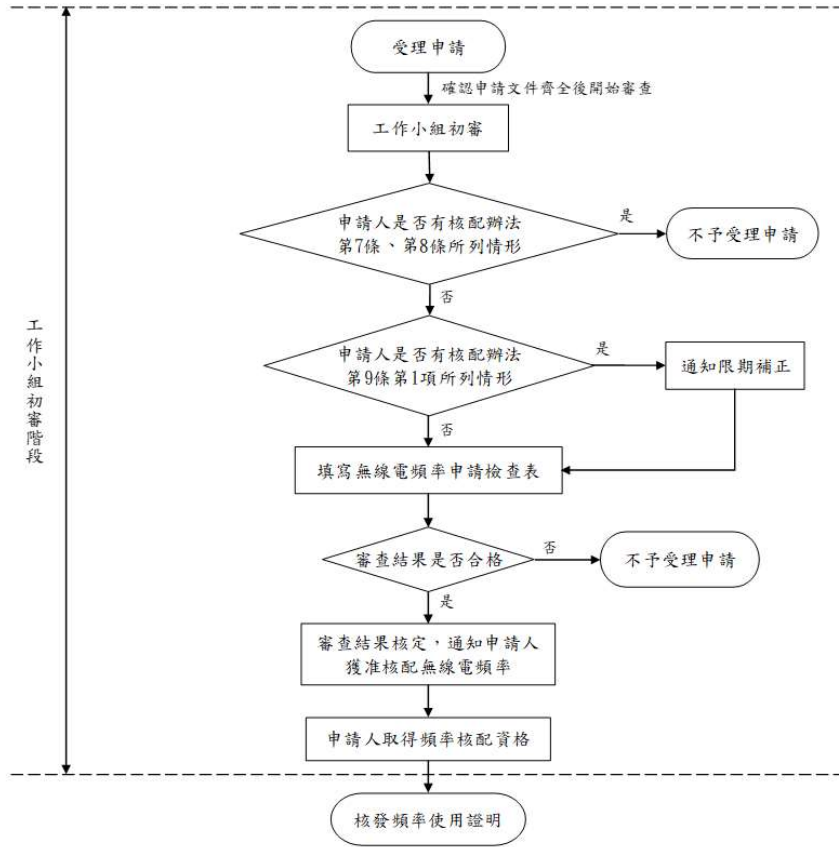 受理申請
確認申請文件齊全後開始審查
工作小組初審
申請人是否有核配辦法
第7條、第8條所列情形
是
不予受理申請
否
申請人是否有核配辦法
第9條第1項所列情形
是
通知限期補正
否
填寫無線電頻率申請檢查表
審查結果是否合格
否
不予受理申請
是
審查結果核定，通知申請人
獲准核配無線電頻率
申請人取得頻率核配資格
核發頻率使用證明
工作小組初審階段